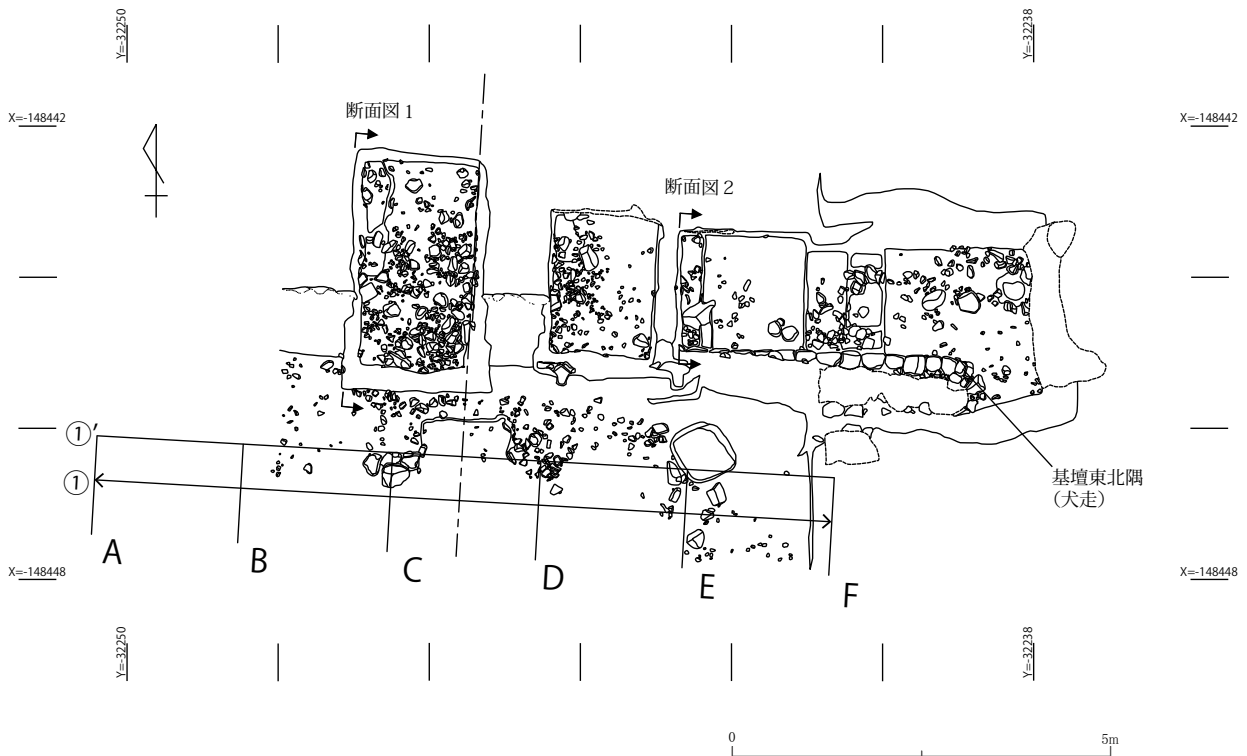 Y=-32250
Y=-32238
X=-148442
X=-148442
断面図 1
断面図 2
①’
①
基壇東北隅
（犬走）
A
B
C
D
E
F
X=-148448
X=-148448
Y=-32250
Y=-32238
0
5m